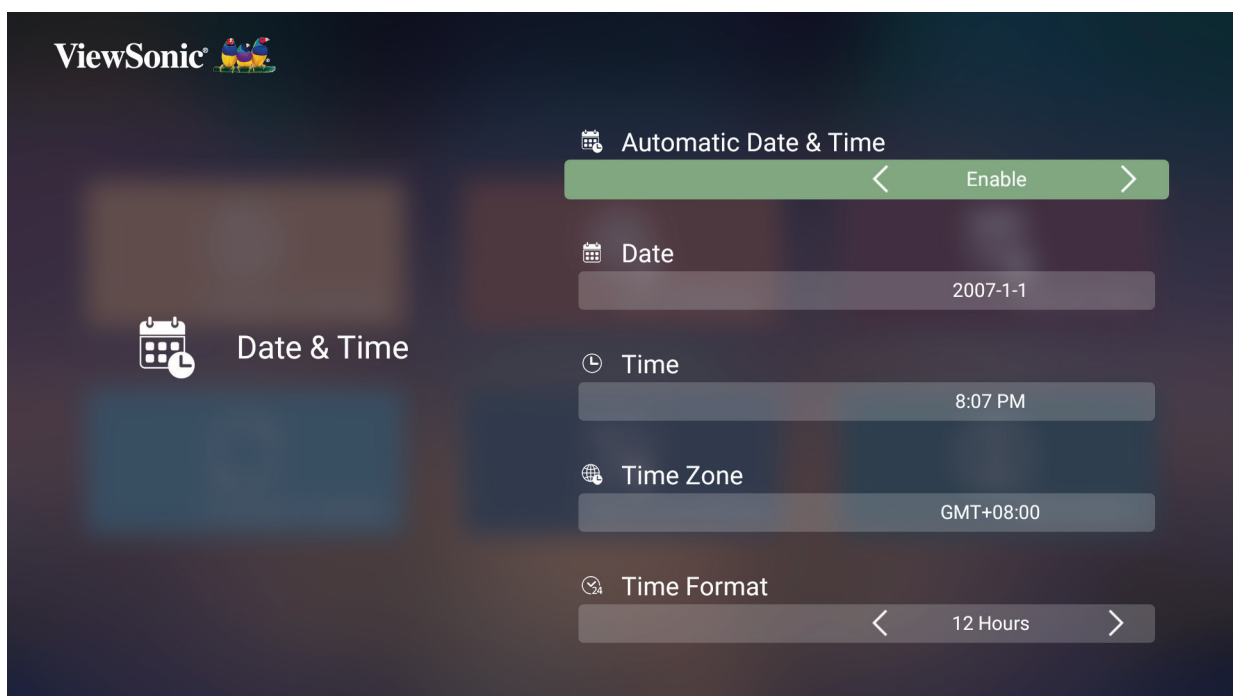 ViewSonic®
Automatic Date & Time
Enable
Date
2007-1-1
Date & Time
Time
8:07 PM
Time Zone
GMT+08:00
24
Time Format
12 Hours